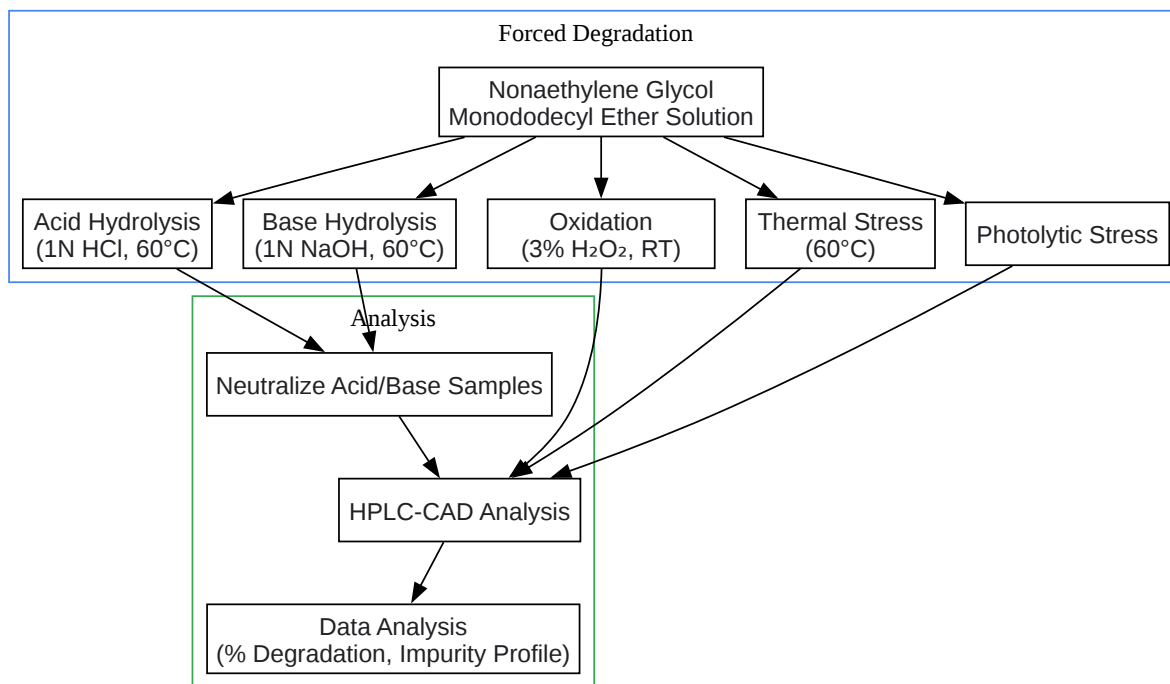 Forced Degradation
Nonaethylene Glycol
Monododecyl Ether Solution
Acid Hydrolysis
(1N HCl, 60°C)
Base Hydrolysis
(1N NaOH, 60°C)
Oxidation
(3% H₂O₂, RT)
Thermal Stress
(60°C)
Photolytic Stress
Analysis
Neutralize Acid/Base Samples
HPLC-CAD Analysis
Data Analysis
(% Degradation, Impurity Profile)